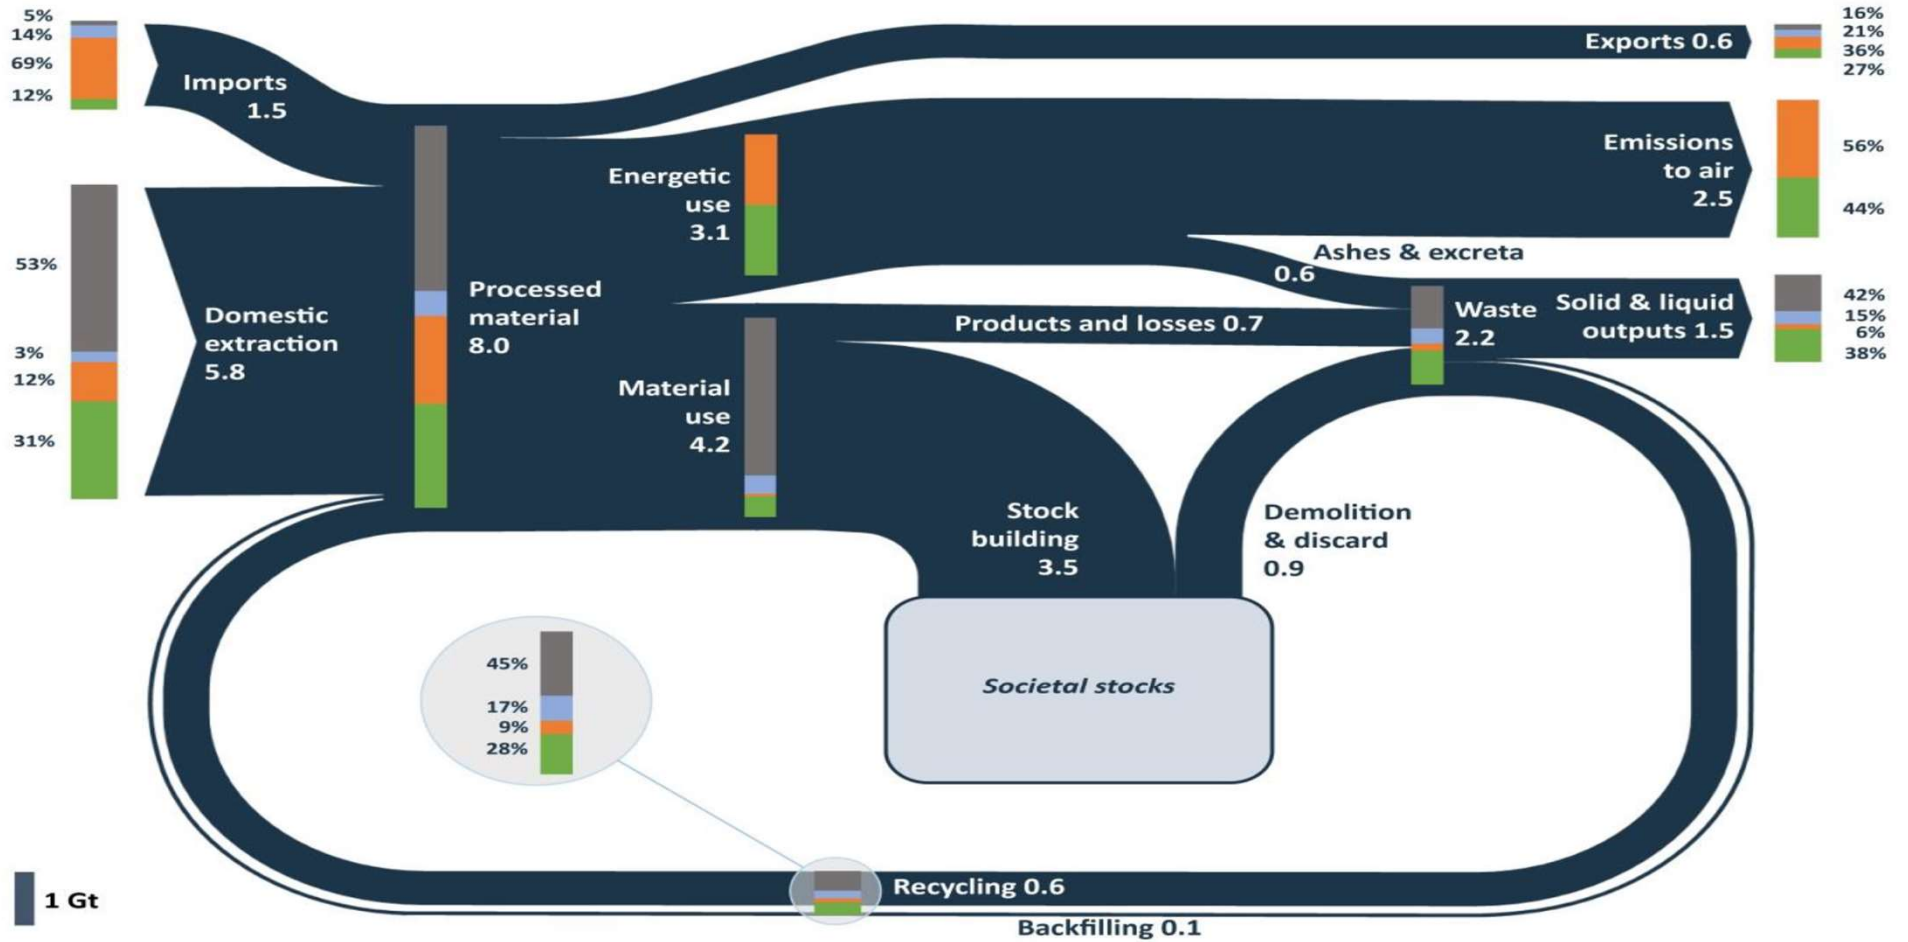 5%
14%
69%
12%
Imports
1.5
Exports 0.6
16%
21%
36%
27%
53%
3%
12%
31%
Domestic
extraction
5.8
Processed
material
8.0
Energetic
use
3.1
Emissions
to air
2.5
56%
44%
Ashes & excreta
0.6
Products and losses 0.7
Waste
2.2
Solid & liquid
outputs 1.5
42%
15%
6%
38%
Material
use
4.2
Stock
building
3.5
Demolition
& discard
0.9
Societal stocks
45%
17%
9%
28%
Recycling 0.6
Backfilling 0.1
1 Gt